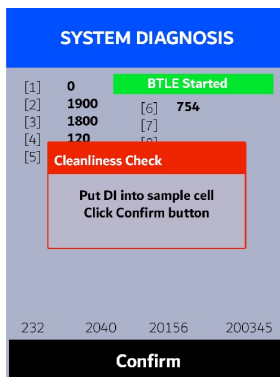 SYSTEM DIAGNOSIS
[1] 0 BTLE Started
[2] 1900 [6] 754
[3] 1800 [7]
[4] 120
[5]
Cleanliness Check
Put DI into sample cell
Click Confirm button
232 2040 20156 200345
Confirm